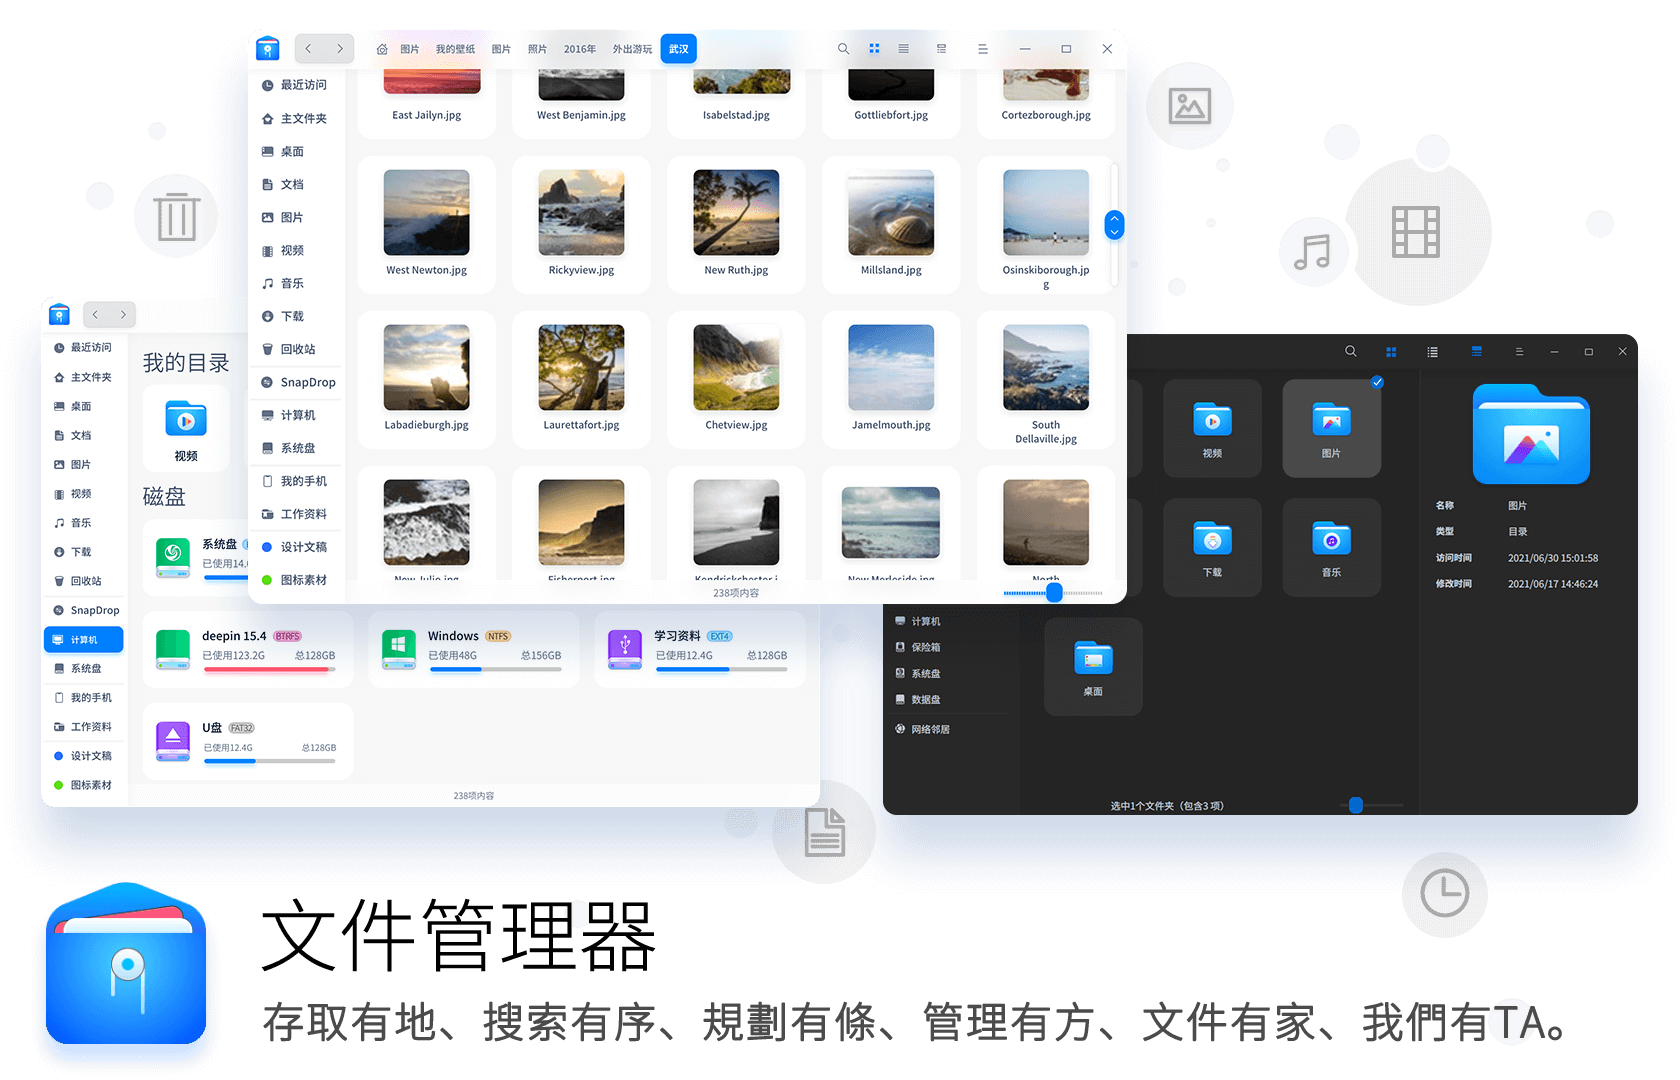 图片 我的壁纸 图片 照片 2016年 外出游玩 武汉
最近访问
主文件夹
桌面
文档
图片
视频
音乐
下载
回收站
SnapDrop
计算机
系统盘
我的手机
工作资料
设计文稿
图标素材
East Jailyn.jpg West Benjamin.jpg Isabelstad.jpg Gottliebfort.jpg Cortezborough.jpg
West Newton.jpg Rickyview.jpg New Ruth.jpg Millsland.jpg Osinskiborough.jp
g
Labadieburgh.jpg Laurettafort.jpg Chetview.jpg Jamelmouth.jpg South
Dellaville.jpg
New Julio.jpg Fisherport.jpg Kendrickchester.j New Merleside.jpg North
238项内容
最近访问
主文件夹
桌面
文档
图片
视频
音乐
下载
回收站
SnapDrop
计算机
系统盘
我的手机
工作资料
设计文稿
图标素材
我的目录
视频
磁盘
系统盘
已使用14.
deepin 15.4 BTRFS
已使用123.2G 总128GB
Windows NTFS
已使用48G 总156GB
学习资料 EXT4
已使用12.4G 总128GB
U盘 FAT32
已使用12.4G 总128GB
238项内容
视频 图片
下载 音乐
桌面
计算机
保险箱
系统盘
数据盘
网络邻居
名称 图片
类型 目录
访问时间 2021/06/30 15:01:58
修改时间 2021/06/17 14:46:24
选中1个文件夹（包含3 项）
文件管理器
存取有地、搜索有序、規劃有條、管理有方、文件有家、我們有TA。